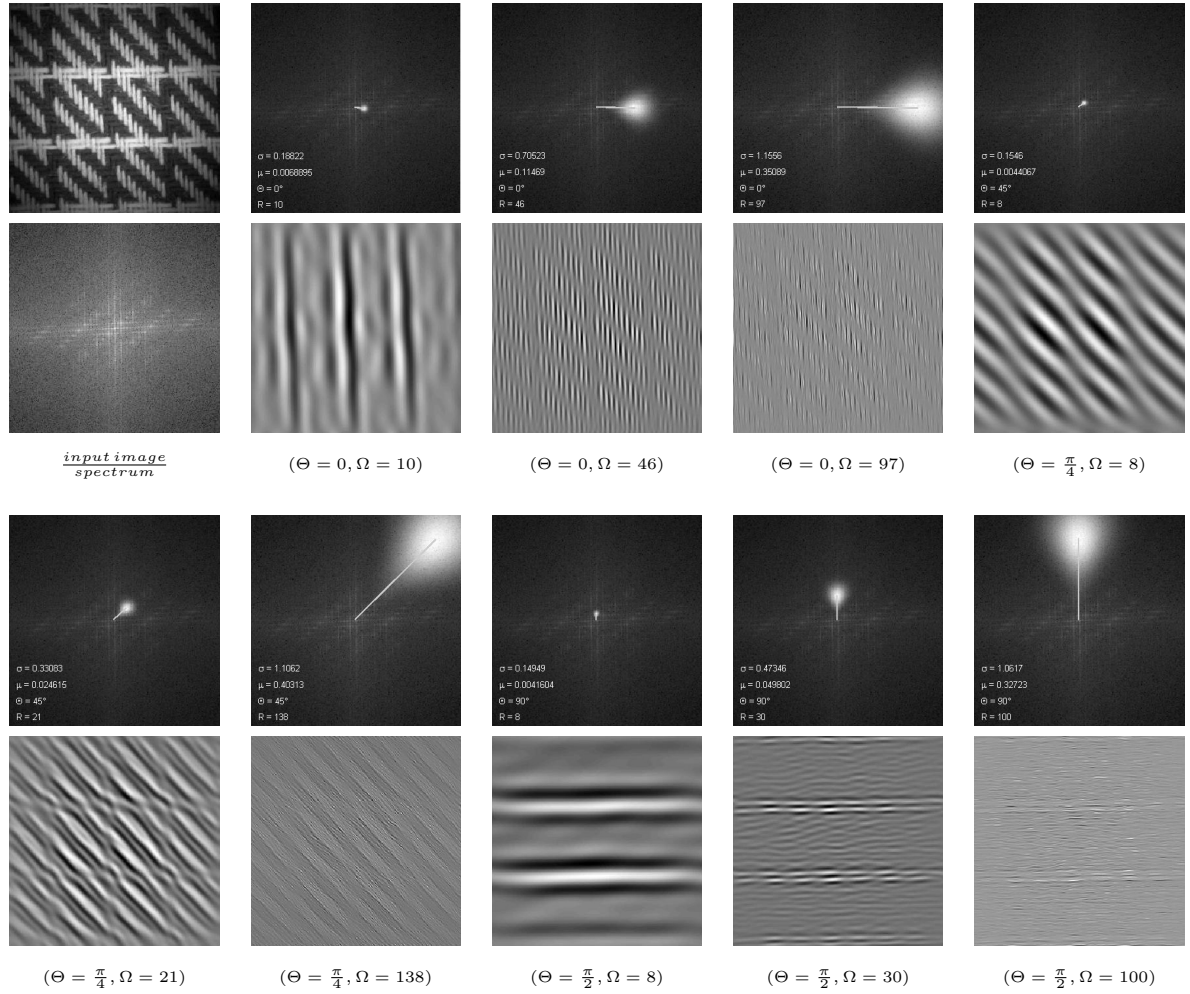 σ = 0.18822
μ = 0.0068895
Θ = 0°
R = 10
σ = 0.70523
μ = 0.11469
Θ = 0°
R = 46
σ = 1.1556
μ = 0.35089
Θ = 0°
R = 97
σ = 0.1546
μ = 0.0044067
Θ = 45°
R = 8
input image
spectrum
(Θ = 0, Ω = 10)
(Θ = 0, Ω = 46)
(Θ = 0, Ω = 97)
(Θ = π/4, Ω = 8)
σ = 0.33083
μ = 0.024615
Θ = 45°
R = 21
σ = 1.1062
μ = 0.40313
Θ = 45°
R = 138
σ = 0.14949
μ = 0.0041604
Θ = 90°
R = 8
σ = 0.47346
μ = 0.049802
Θ = 90°
R = 30
σ = 1.0617
μ = 0.32723
Θ = 90°
R = 100
(Θ = π/4, Ω = 21)
(Θ = π/4, Ω = 138)
(Θ = π/2, Ω = 8)
(Θ = π/2, Ω = 30)
(Θ = π/2, Ω = 100)